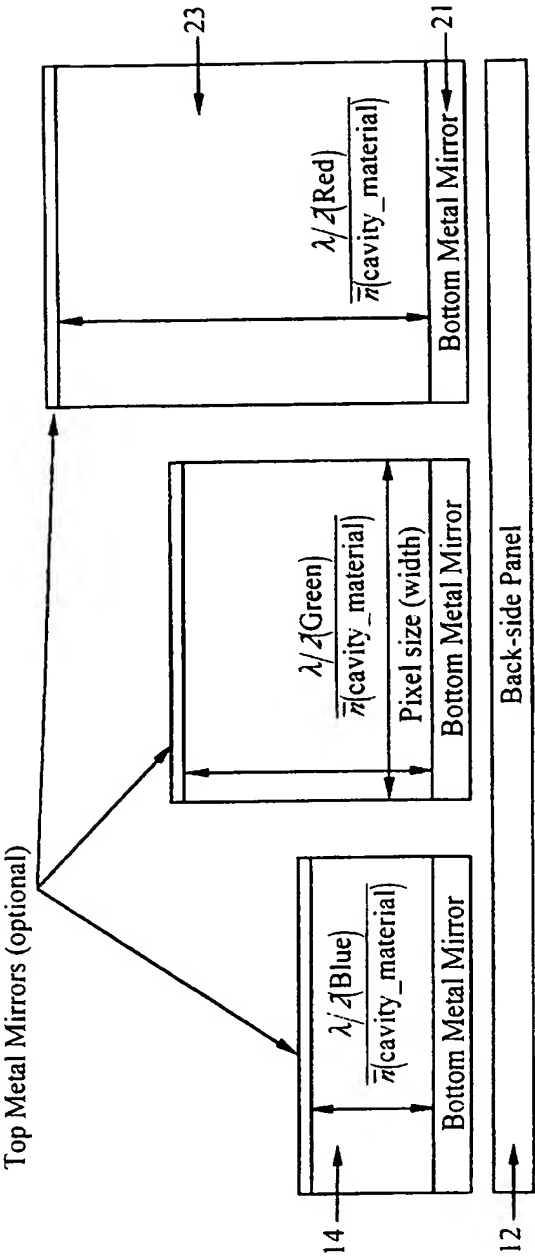 Top Metal Mirrors (optional)
23
λ/2(Blue)
n̄(cavity_material)
λ/2(Green)
n̄(cavity_material)
λ/2(Red)
n̄(cavity_material)
14
Pixel size (width)
Bottom Metal Mirror
Bottom Metal Mirror
Bottom Metal Mirror
21
12
Back-side Panel